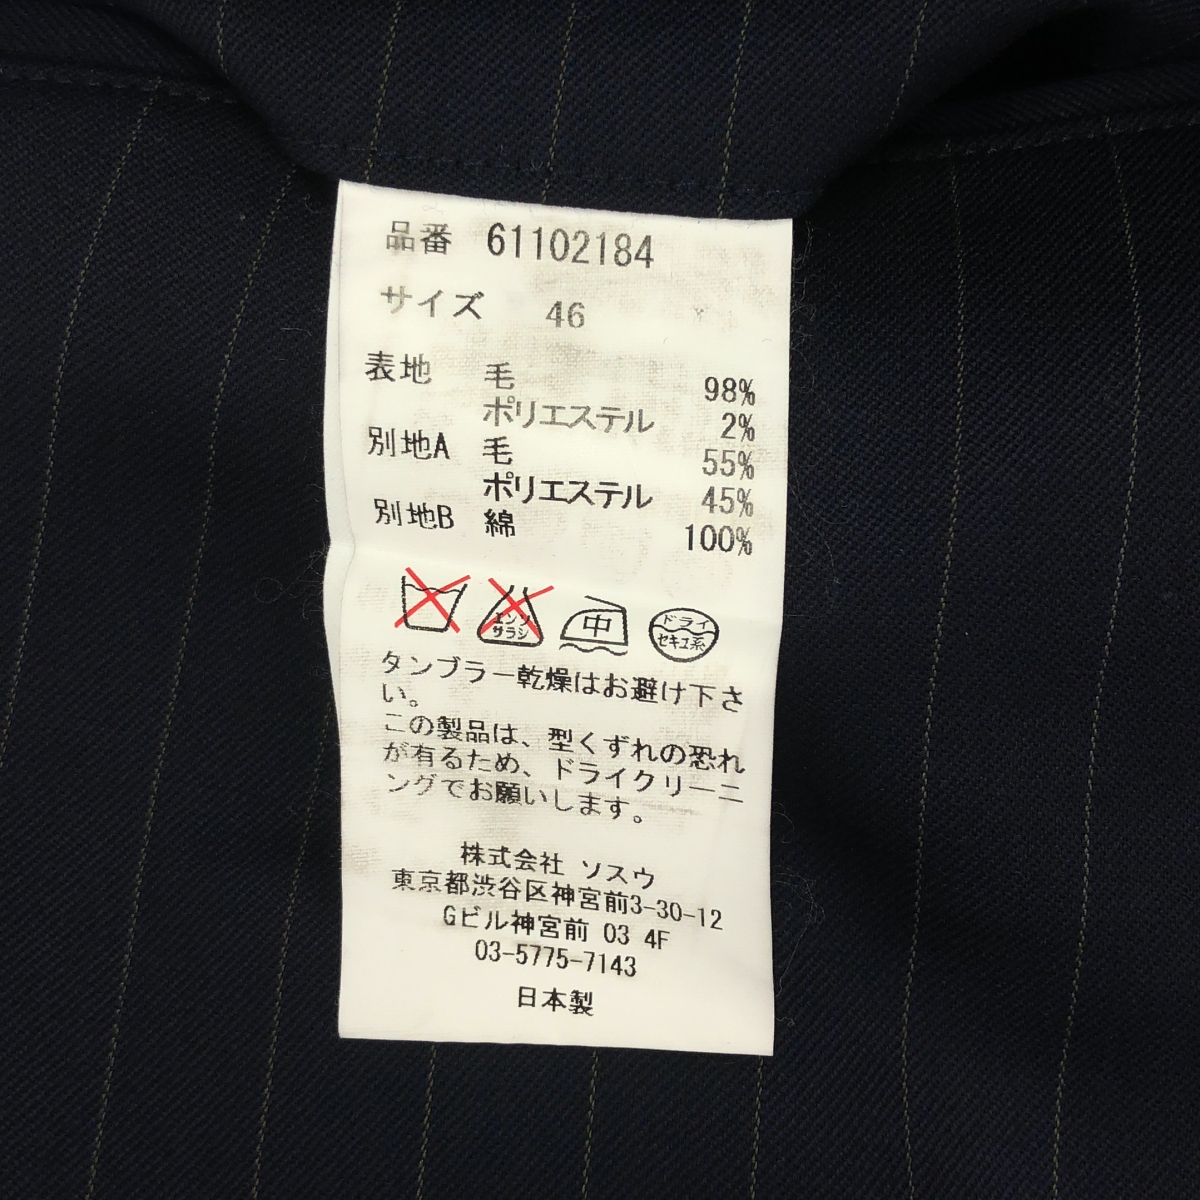 品番 61102184
サイズ 46
表地 毛 98%
ポリエステル 2%
別地A 毛 55%
ポリエステル 45%
別地B 綿 100%
エンソ 中 ドライ
サラシ セキユ系
タンブラー乾燥はお避け下さ
い。
この製品は、型くずれの恐れ
が有るため、ドライクリーニ
ングでお願いします。
株式会社 ソスウ
東京都渋谷区神宮前3-30-12
Gビル神宮前 03 4F
03-5775-7143
日本製